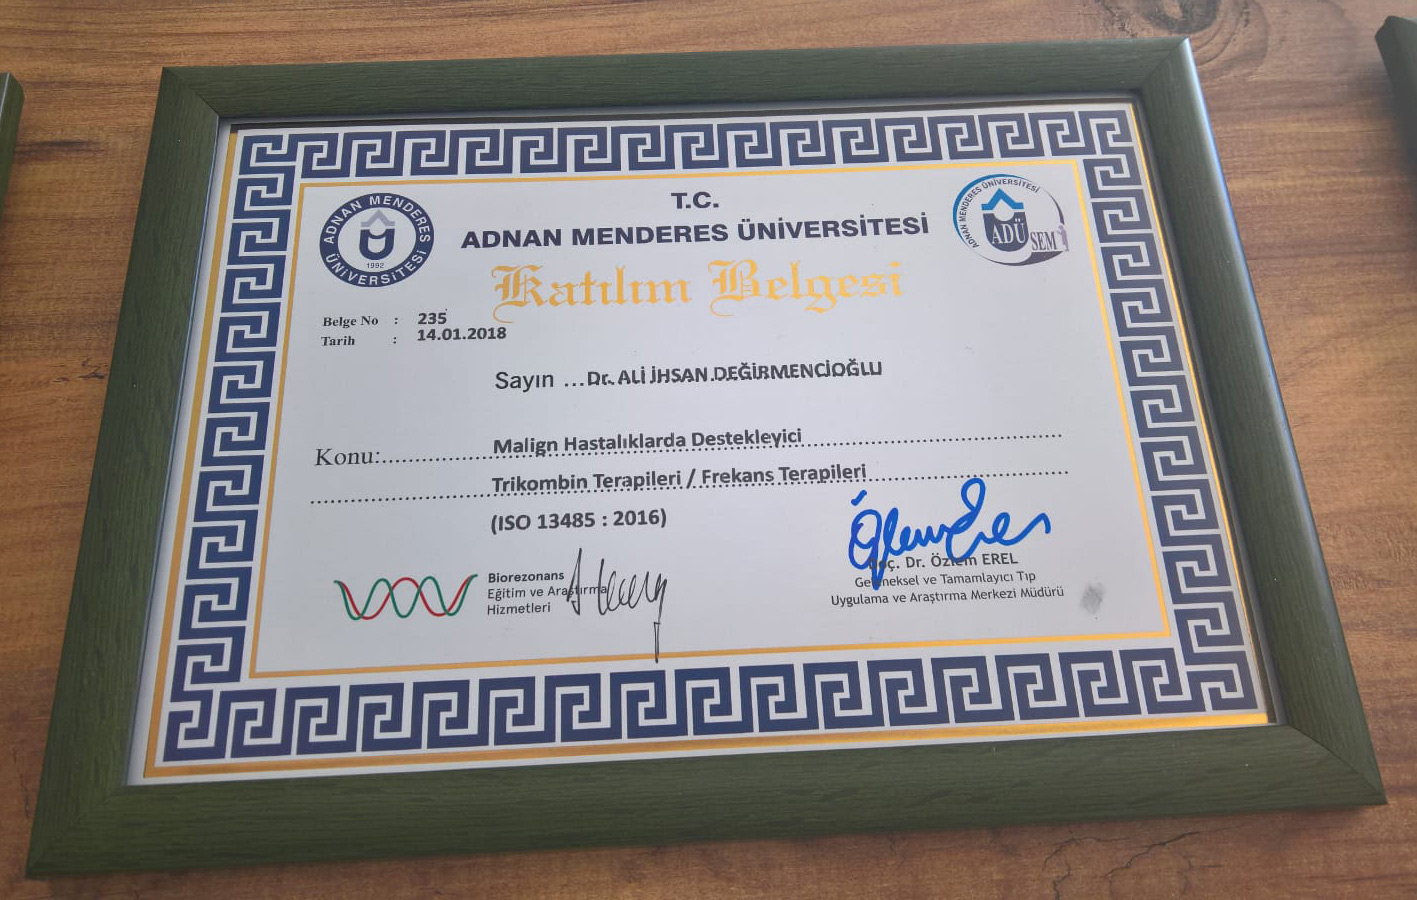 T.C.
ADNAN MENDERES ÜNİVERSİTESİ
Katılım Belgesi
ADNAN MENDERES ÜNİVERSİTESİ
1992
ADNAN MENDERES ÜNİVERSİTESİ
ADÜ SEM
Belge No : 235
Tarih : 14.01.2018
Sayın ...Dr. ALİ İHSAN DEĞİRMENCİOĞLU
Konu: Malign Hastalıklarda Destekleyici
Trikombin Terapileri / Frekans Terapileri
(ISO 13485 : 2016)
Biorezonans
Eğitim ve Araştırma
Hizmetleri
Doç. Dr. Özlem EREL
Geleneksel ve Tamamlayıcı Tıp
Uygulama ve Araştırma Merkezi Müdürü